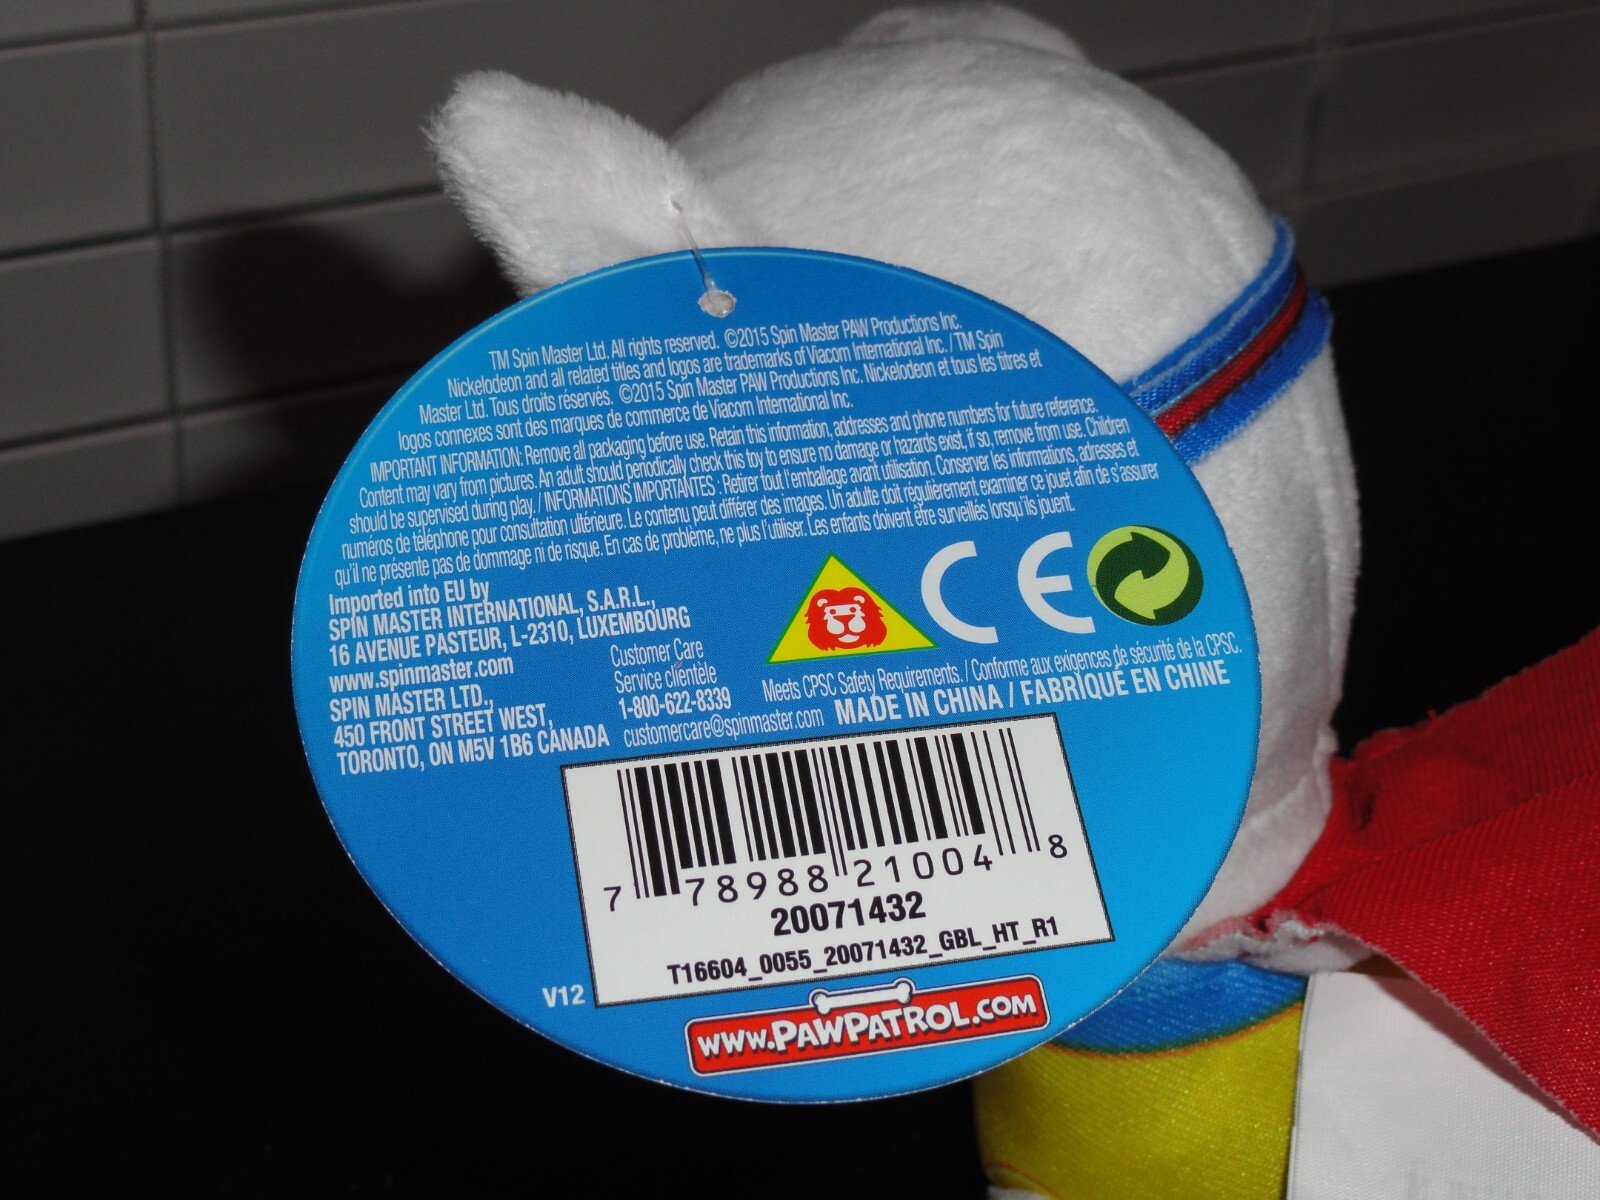 TM Spin Master Ltd. All rights reserved. ©2015 Spin Master PAW Productions Inc.
Nickelodeon and all related titles and logos are trademarks of Viacom International Inc. / TM Spin
Master Ltd. Tous droits réservés. ©2015 Spin Master PAW Productions Inc. Nickelodeon et tous les titres et
logos connexes sont des marques de commerce de Viacom International Inc.
IMPORTANT INFORMATION: Remove all packaging before use. Retain this information, addresses and phone numbers for future reference.
Content may vary from pictures. An adult should periodically check this toy to ensure no damage or hazards exist, if so, remove from use. Children
should be supervised during play. / INFORMATIONS IMPORTANTES : Retirer tout l'emballage avant utilisation. Conserver les informations, adresses et
numéros de téléphone pour consultation ultérieure. Le contenu peut différer des images. Un adulte doit régulièrement examiner ce jouet afin de s'assurer
qu'il ne présente pas de dommage ni de risque. En cas de problème, ne plus l'utiliser. Les enfants doivent être surveillés lorsqu'ils jouent.
Imported into EU by
SPIN MASTER INTERNATIONAL, S.A.R.L.,
16 AVENUE PASTEUR, L-2310, LUXEMBOURG
www.spinmaster.com
SPIN MASTER LTD.,
450 FRONT STREET WEST,
TORONTO, ON M5V 1B6 CANADA
Customer Care
Service clientèle
1-800-622-8339
customercare@spinmaster.com
CE
Meets CPSC Safety Requirements. / Conforme aux exigences de sécurité de la CPSC.
MADE IN CHINA / FABRIQUÉ EN CHINE
7 78988 21004 8
20071432
T16604_0055_20071432_GBL_HT_R1
V12
www.PAWPATROL.COM